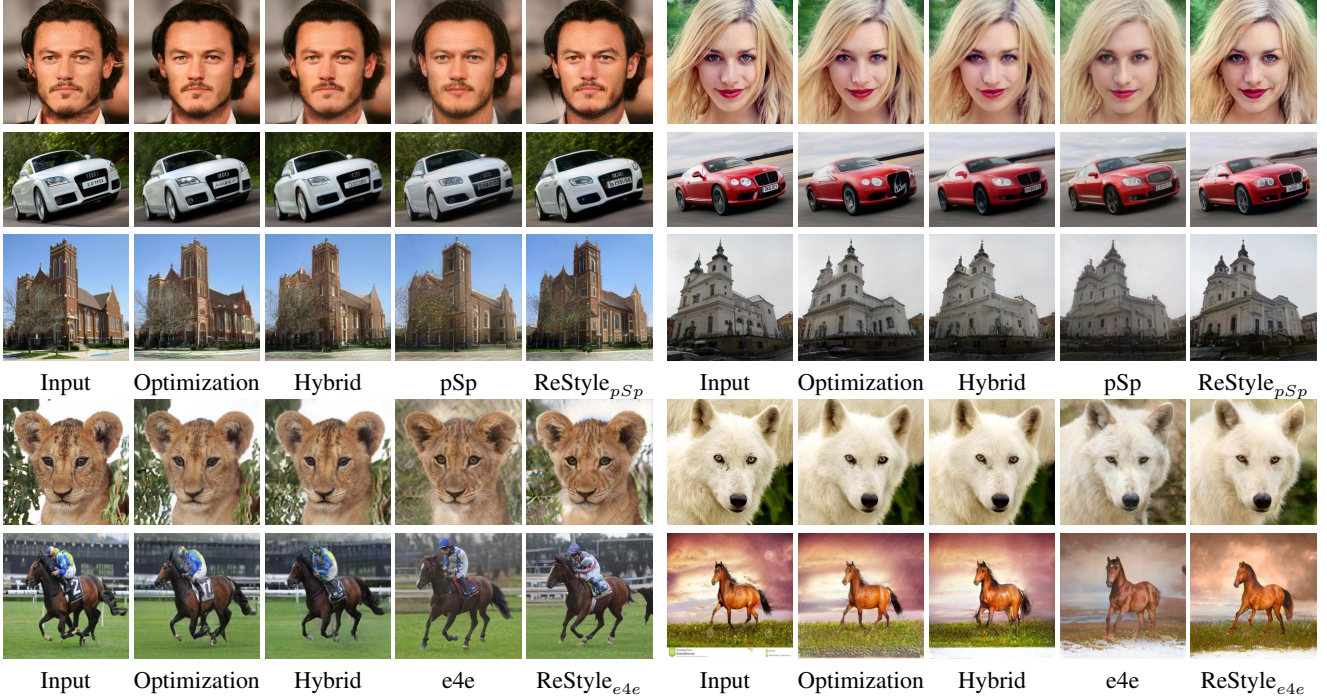 Input Optimization Hybrid pSp ReStyle_pSp Input Optimization Hybrid pSp ReStyle_pSp
2
Input Optimization Hybrid e4e ReStyle_e4e Input Optimization Hybrid e4e ReStyle_e4e